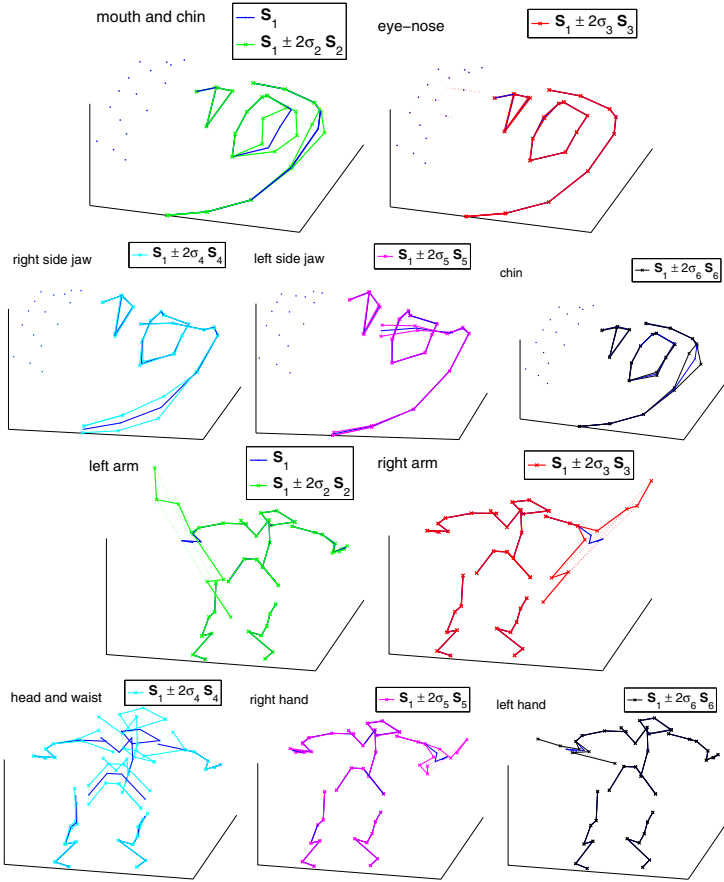 mouth and chin
S₁
S₁ ± 2σ₂ S₂
eye−nose
S₁ ± 2σ₃ S₃
right side jaw
S₁ ± 2σ₄ S₄
left side jaw
S₁ ± 2σ₅ S₅
chin
S₁ ± 2σ₆ S₆
left arm
S₁
S₁ ± 2σ₂ S₂
right arm
S₁ ± 2σ₃ S₃
head and waist
S₁ ± 2σ₄ S₄
right hand
S₁ ± 2σ₅ S₅
left hand
S₁ ± 2σ₆ S₆